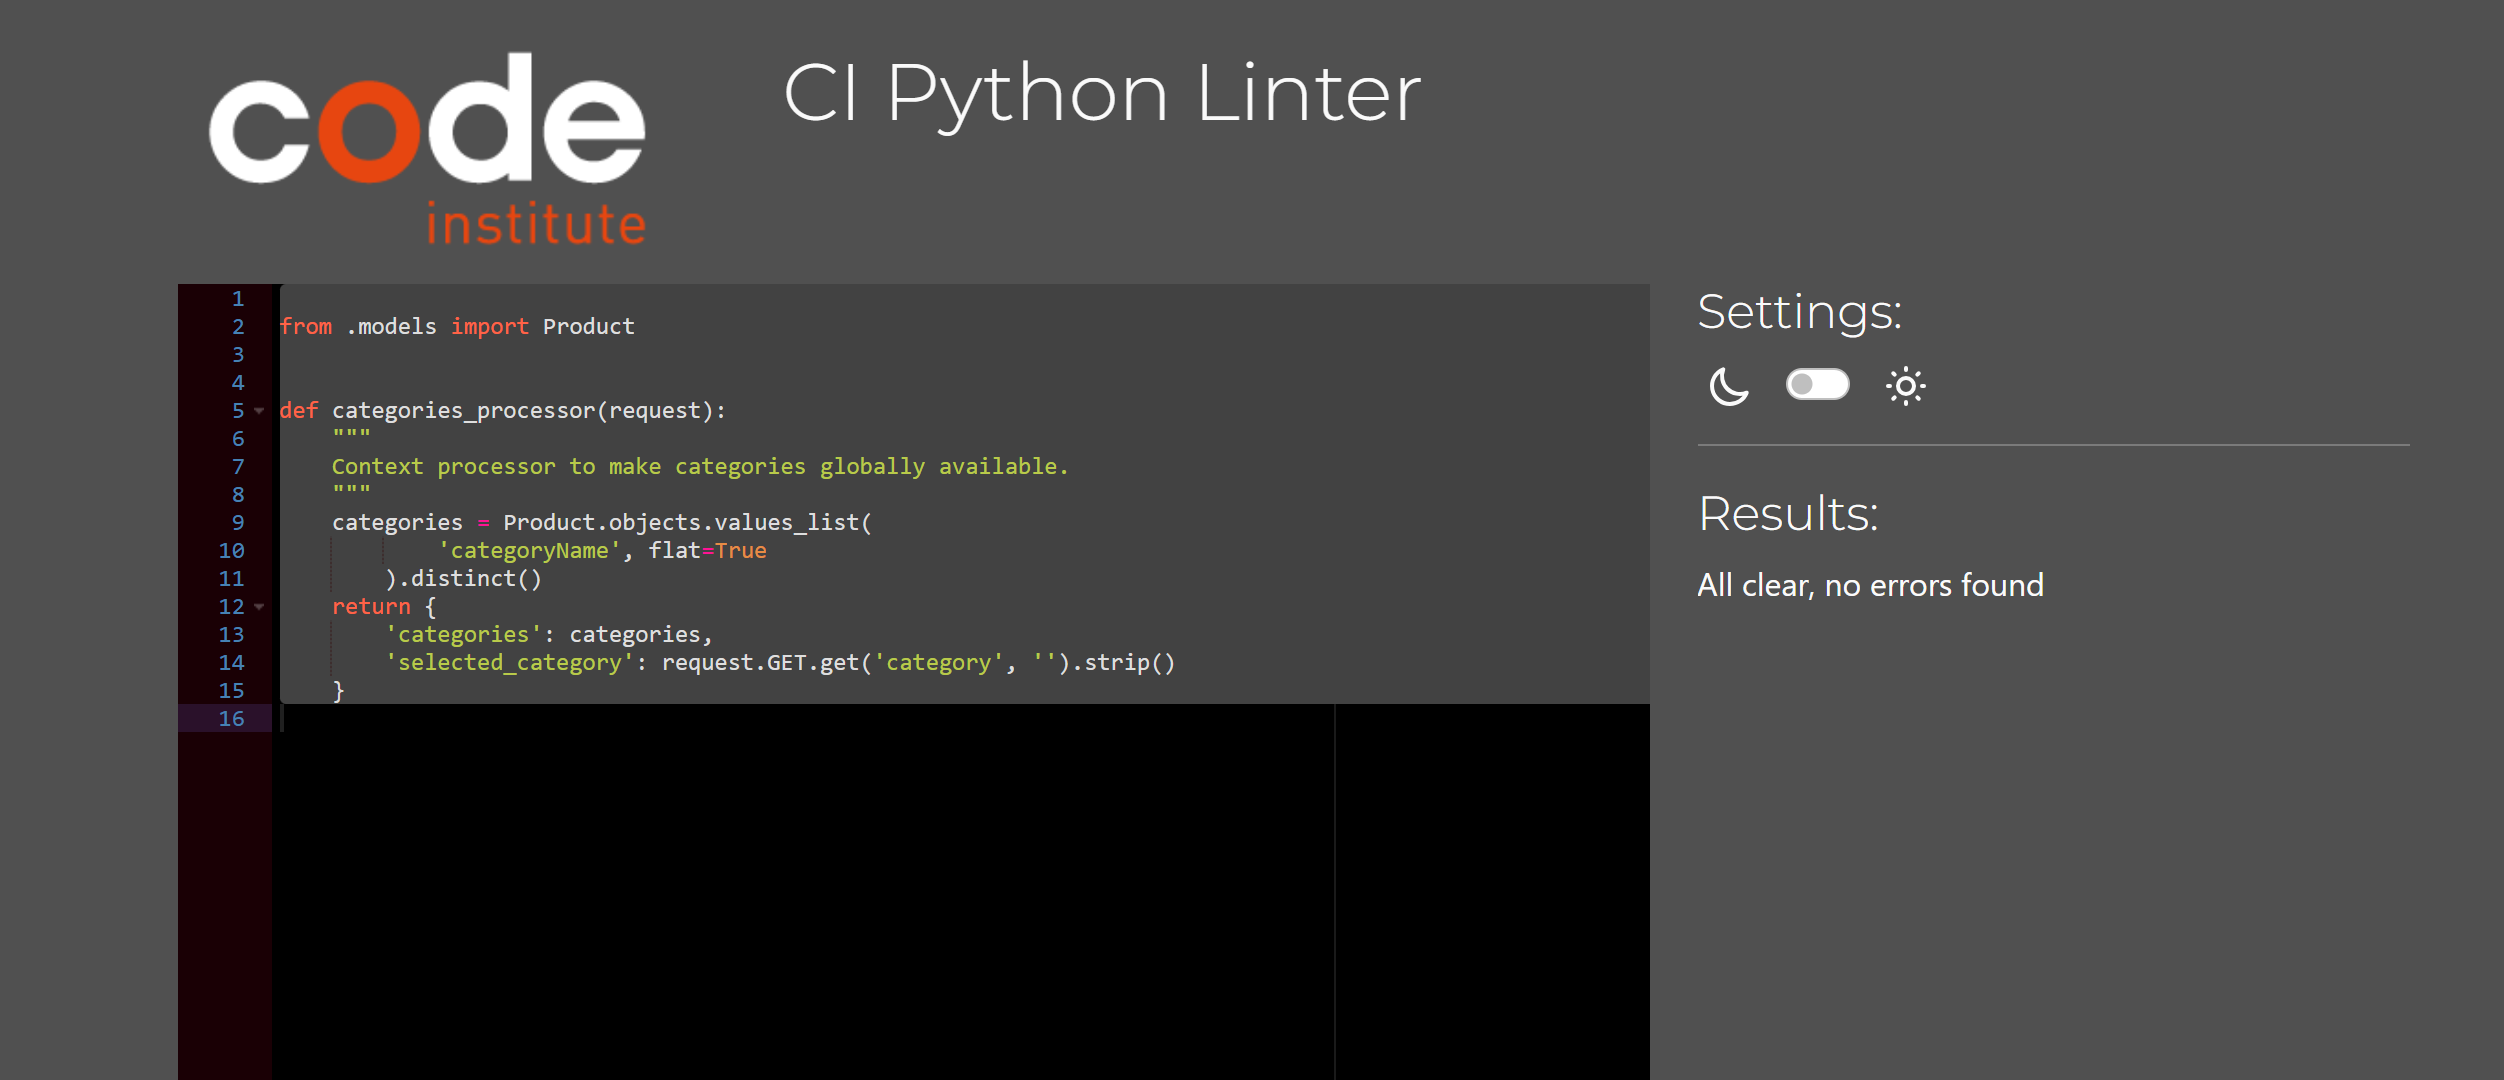 code
institute
CI Python Linter
1
2 from .models import Product
3
4
5 def categories_processor(request):
6     """
7     Context processor to make categories globally available.
8     """
9     categories = Product.objects.values_list(
10             'categoryName', flat=True
11         ).distinct()
12     return {
13         'categories': categories,
14         'selected_category': request.GET.get('category', '').strip()
15     }
16
Settings:
Results:
All clear, no errors found